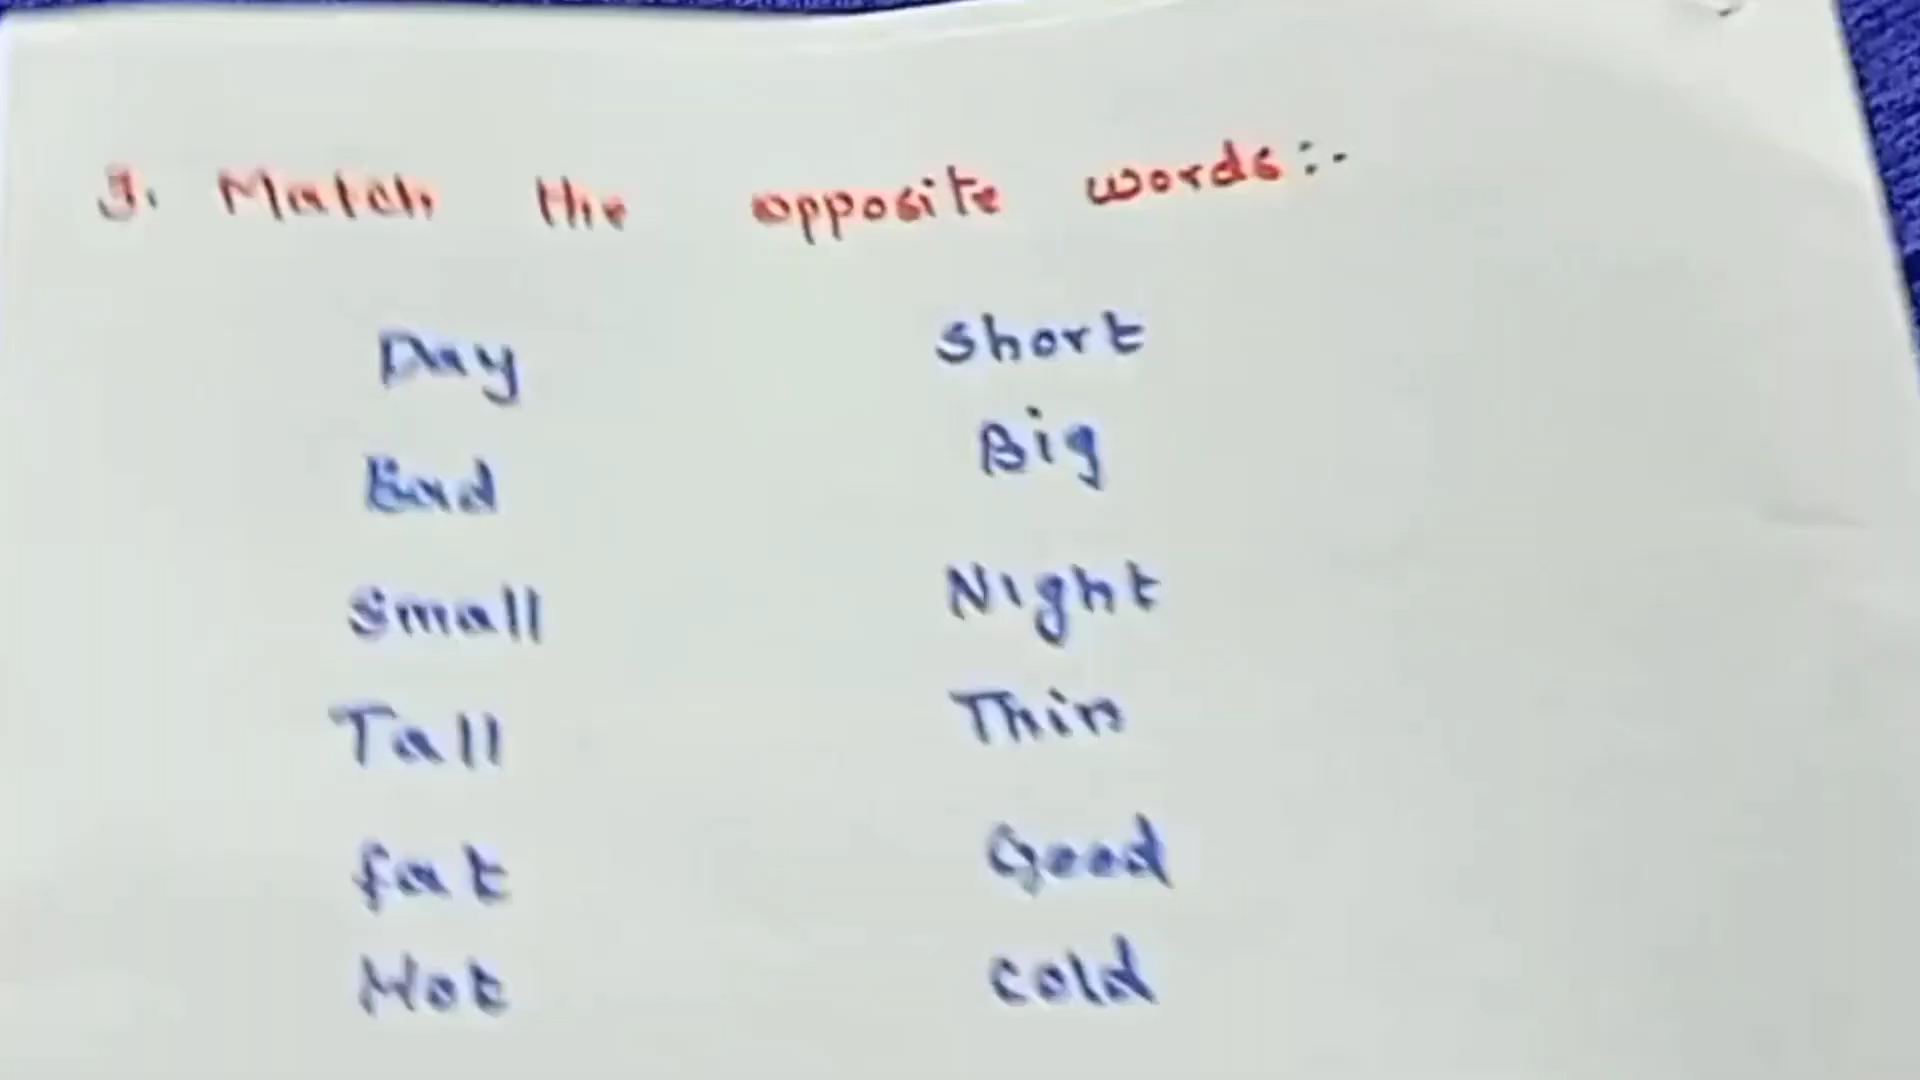 3. Match the opposite words:-
Day Short
Bad Big
Small Night
Tall Thin
fat Good
Hot cold